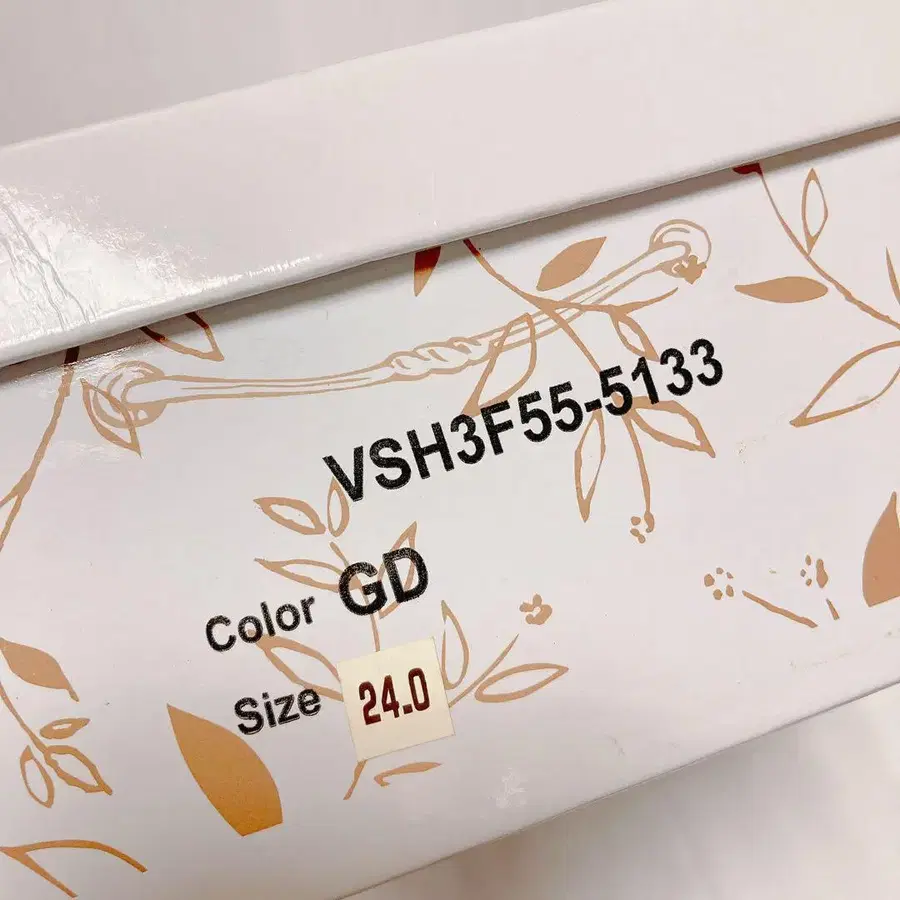 VSH3F55-5133
Color GD
Size 24.0